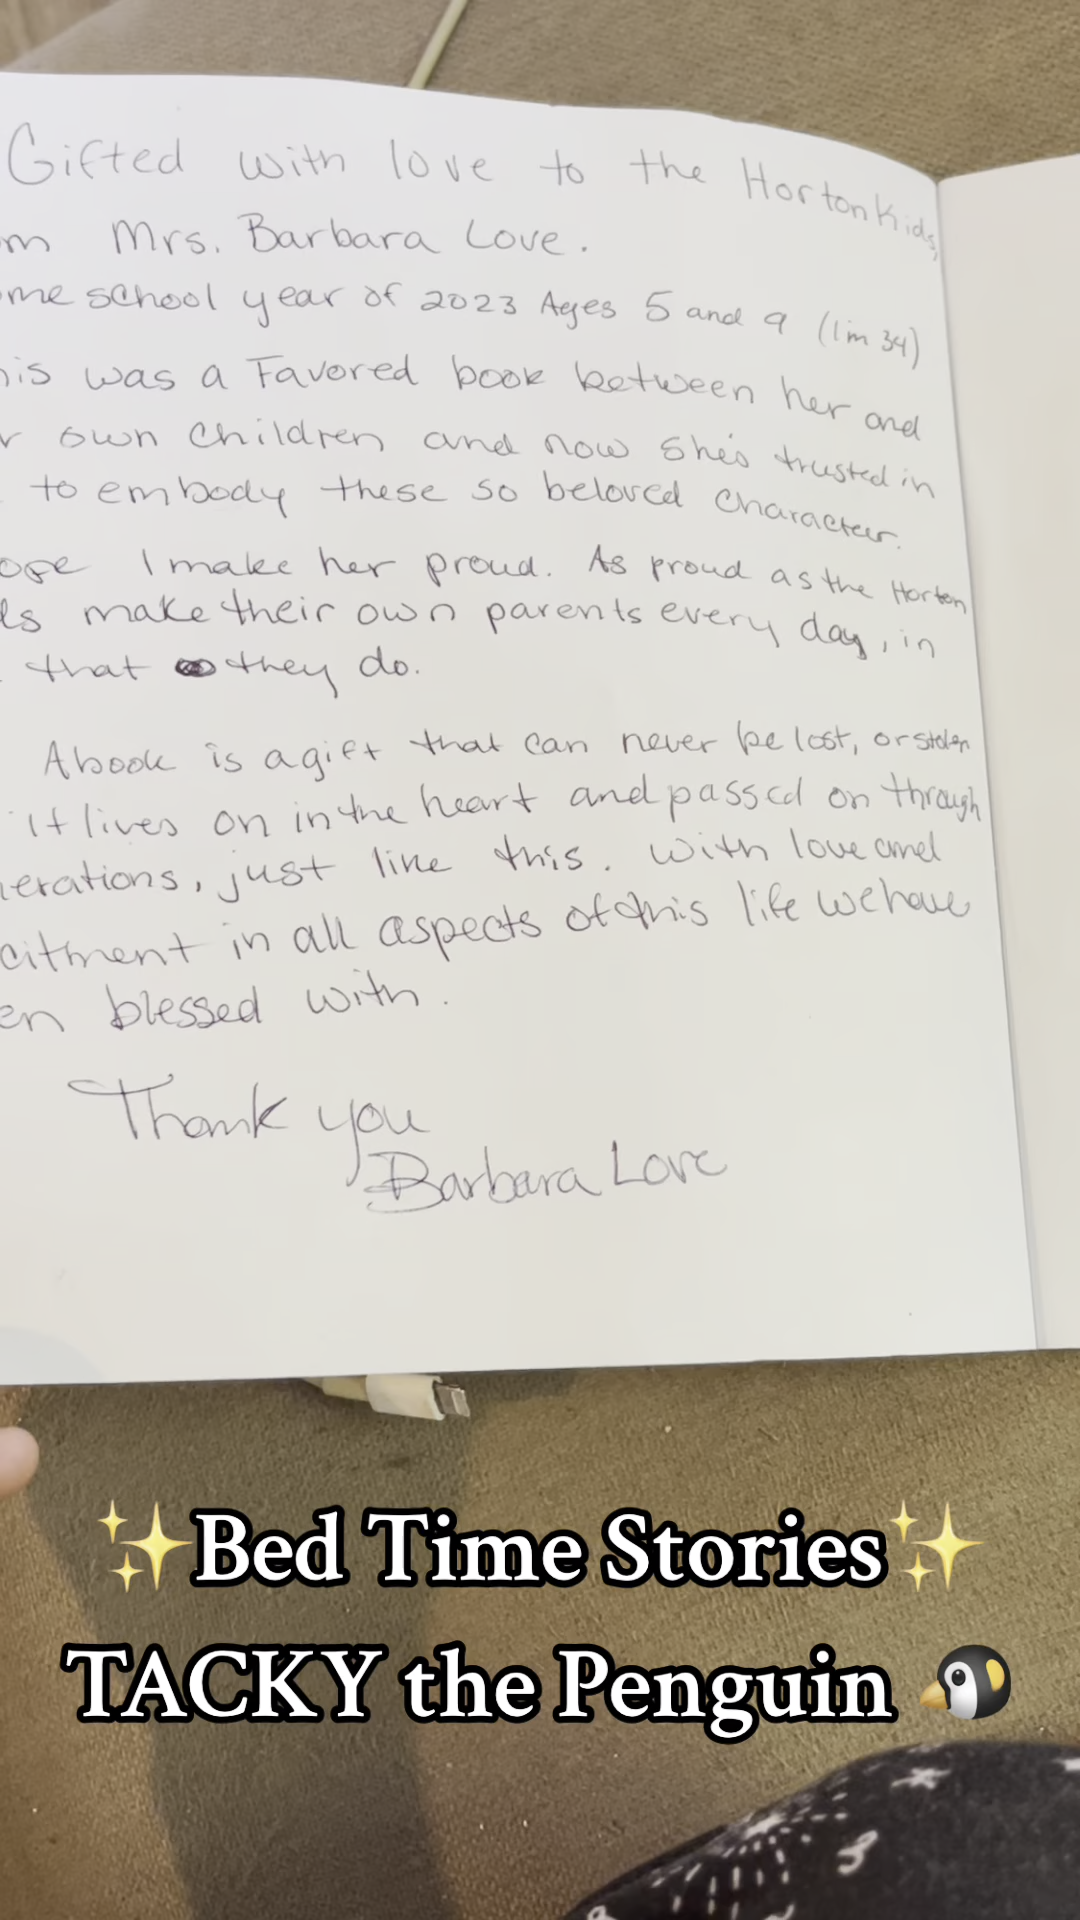 Gifted with love to the Horton Kids,
m Mrs. Barbara Love.
ome school year of 2023 Ages 5 and 9 (Im 34)
his was a Favored book between her and
r own children and now she's trusted in
to embody these so beloved character.
ope I make her proud. As proud as the Horton
ds make their own parents every day, in
that they do.
A book is a gift that can never be lost, or stolen
It lives on in the heart and passed on through
nerations, just like this. With love and
citment in all aspects of this life we have
en blessed with.
Thank you
Barbara Love
✨Bed Time Stories✨
TACKY the Penguin 🐧